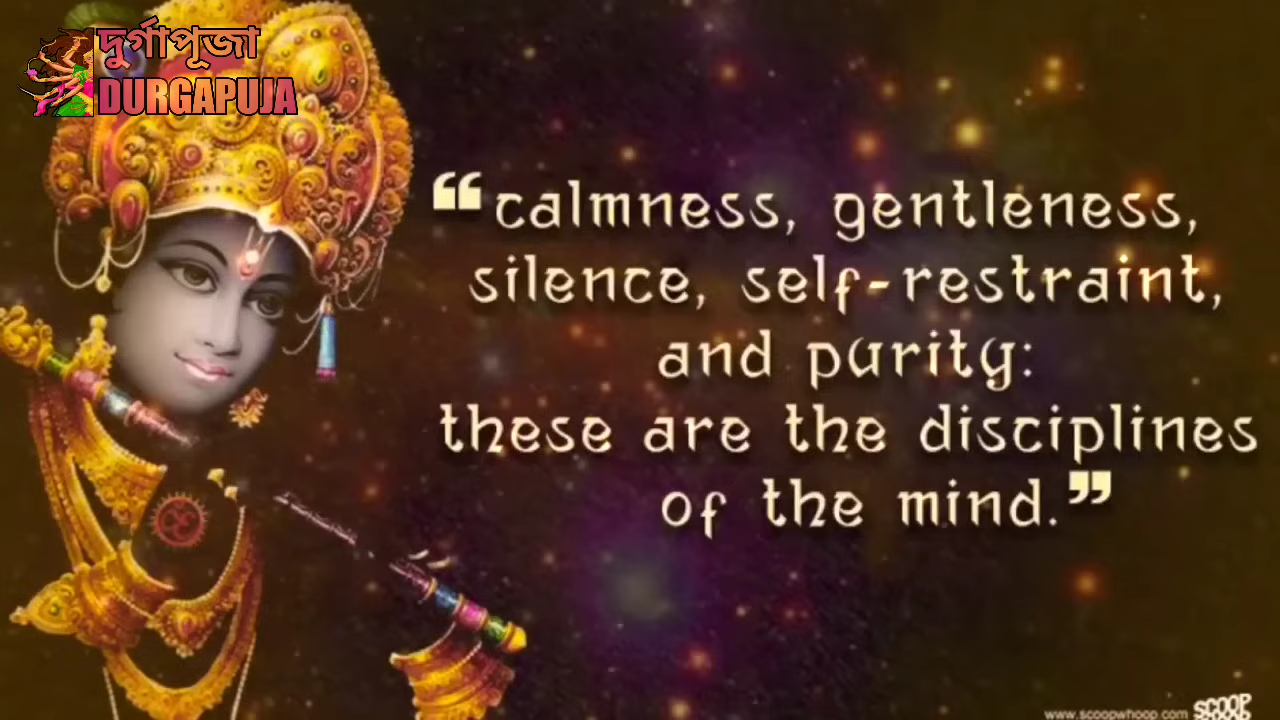 দুর্গাপূজা
DURGAPUJA
“calmness, gentleness,
silence, self-restraint,
and purity:
these are the disciplines
of the mind.”
www.scoopwhoop.com
SCOOP
WHOOP